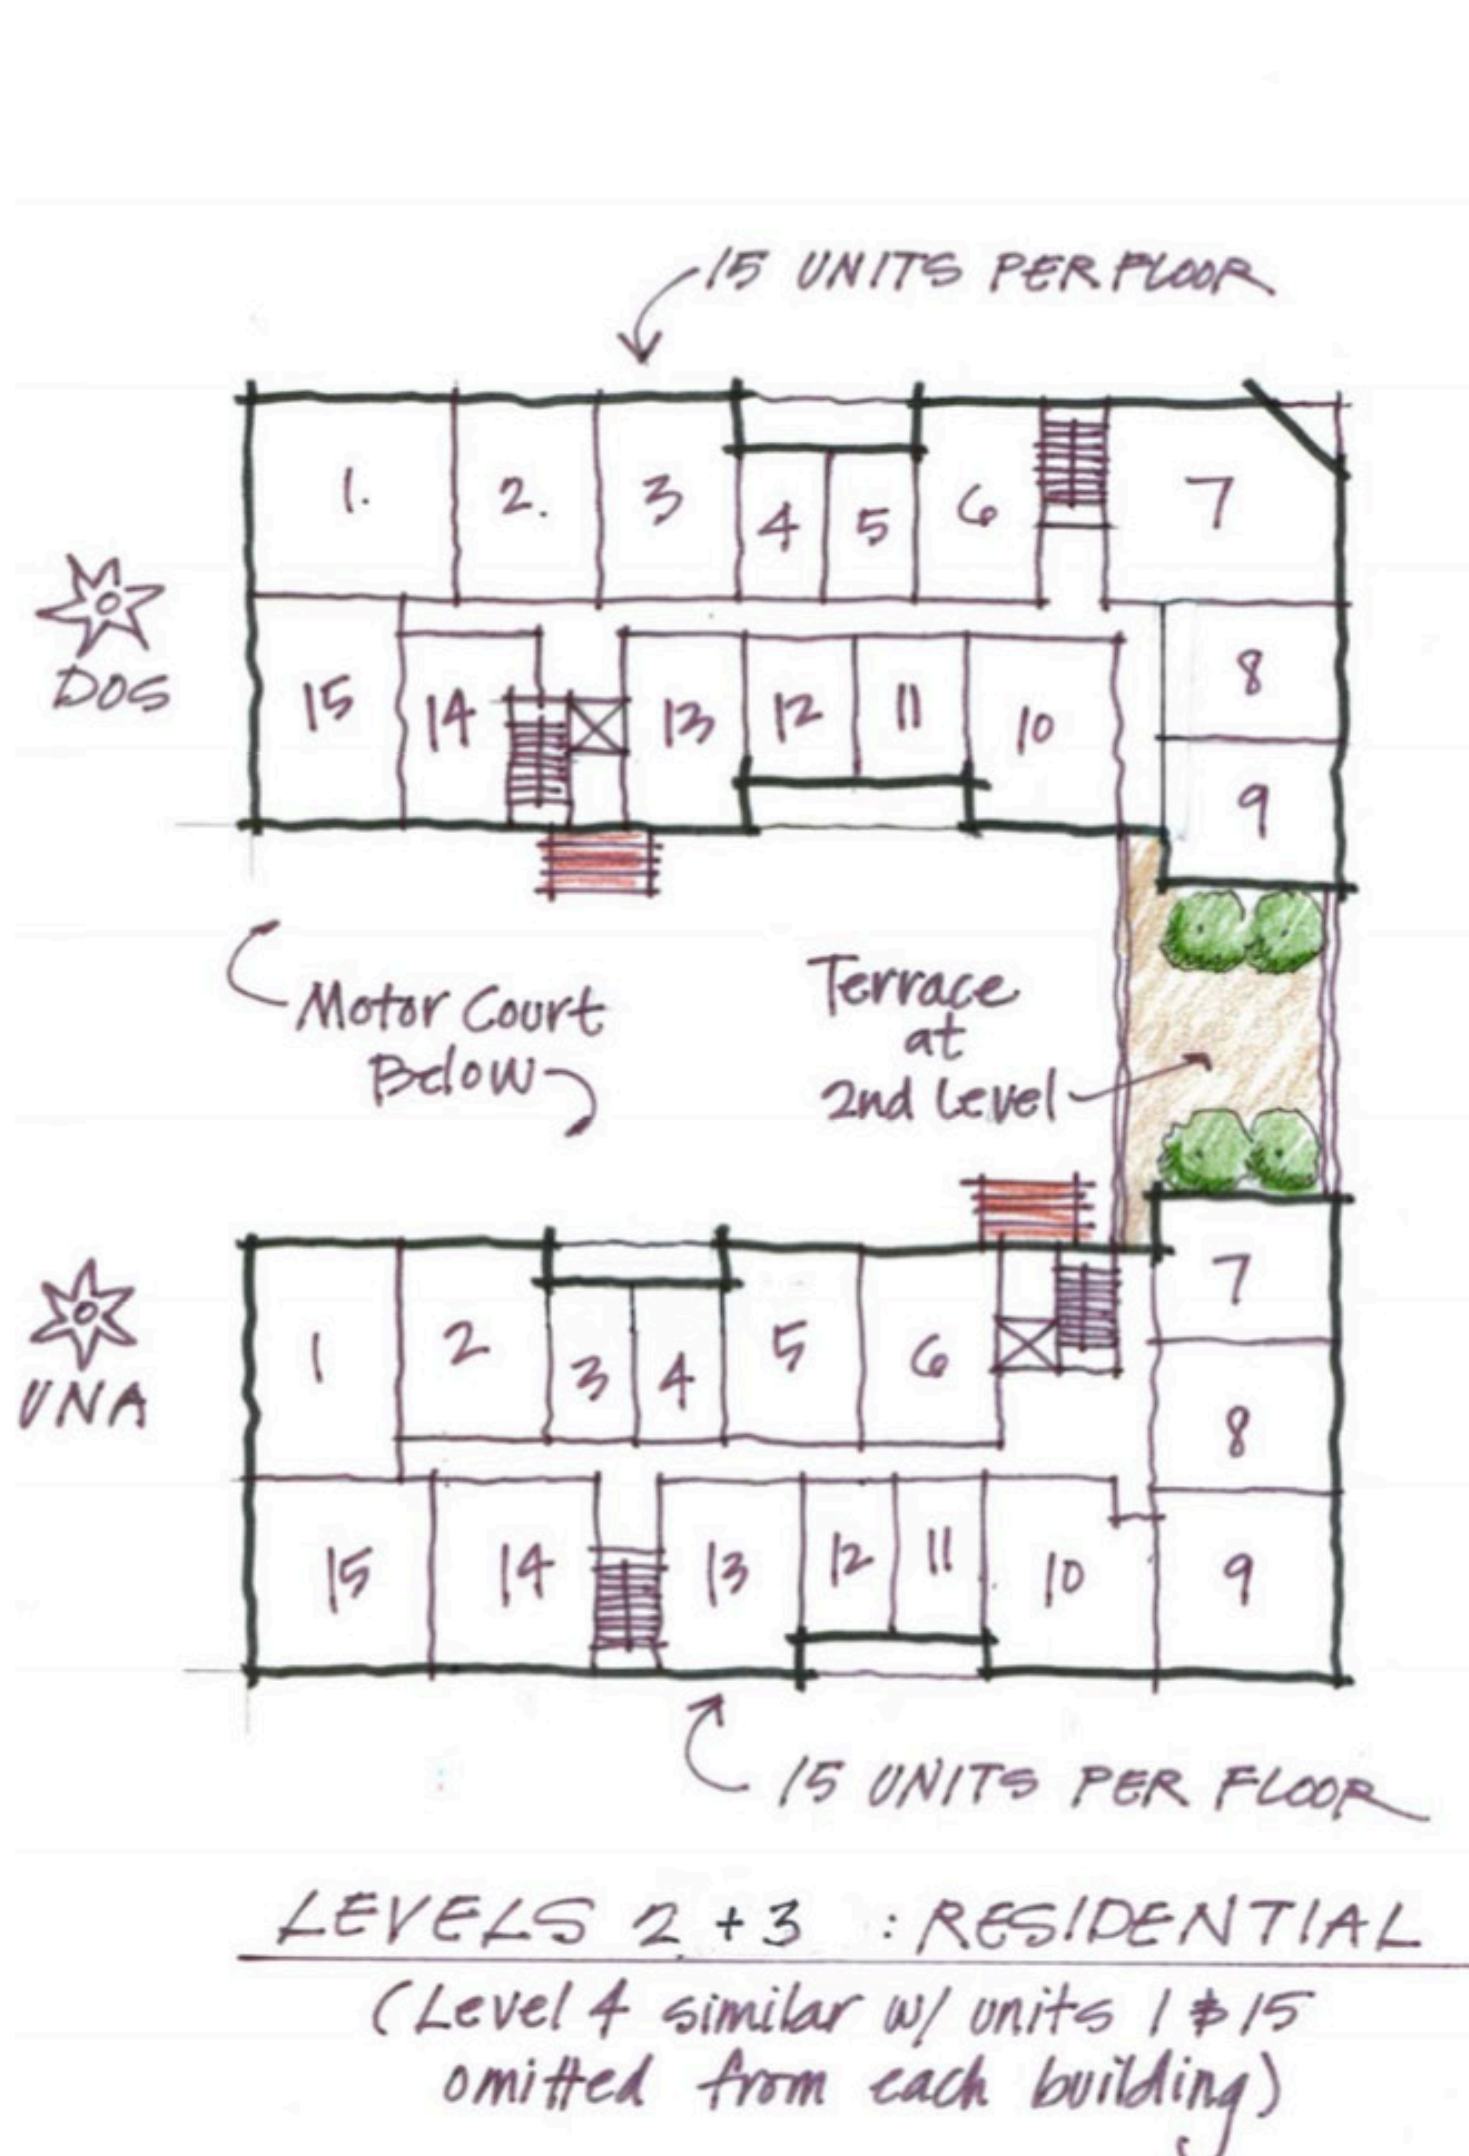 15 UNITS PER FLOOR
1. 2. 3 4 5 6 7
8
DOS
15 14 13 12 11 10
9
Motor Court
Below
Terrace
at
2nd Level
7
1 2 3 4 5 6
UNA
8
15 14 13 12 11 10 9
15 UNITS PER FLOOR
LEVELS 2 + 3 : RESIDENTIAL
(Level 4 similar w/ units 1 & 15
omitted from each building)